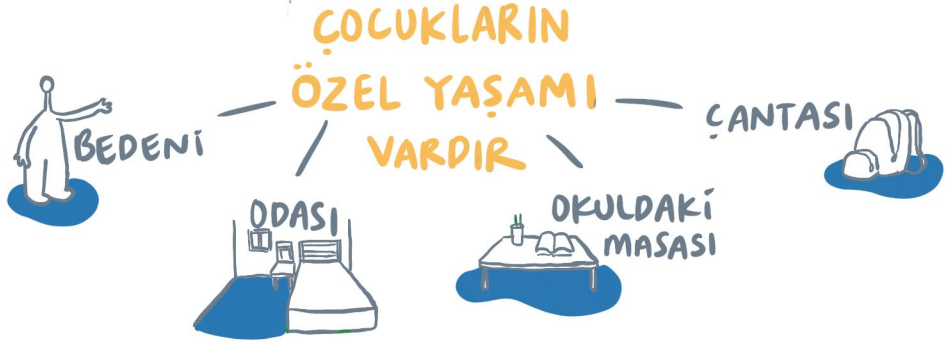 ÇOCUKLARIN
ÖZEL YAŞAMI
VARDIR
BEDENİ
ODASI
OKULDAKİ
MASASI
ÇANTASI